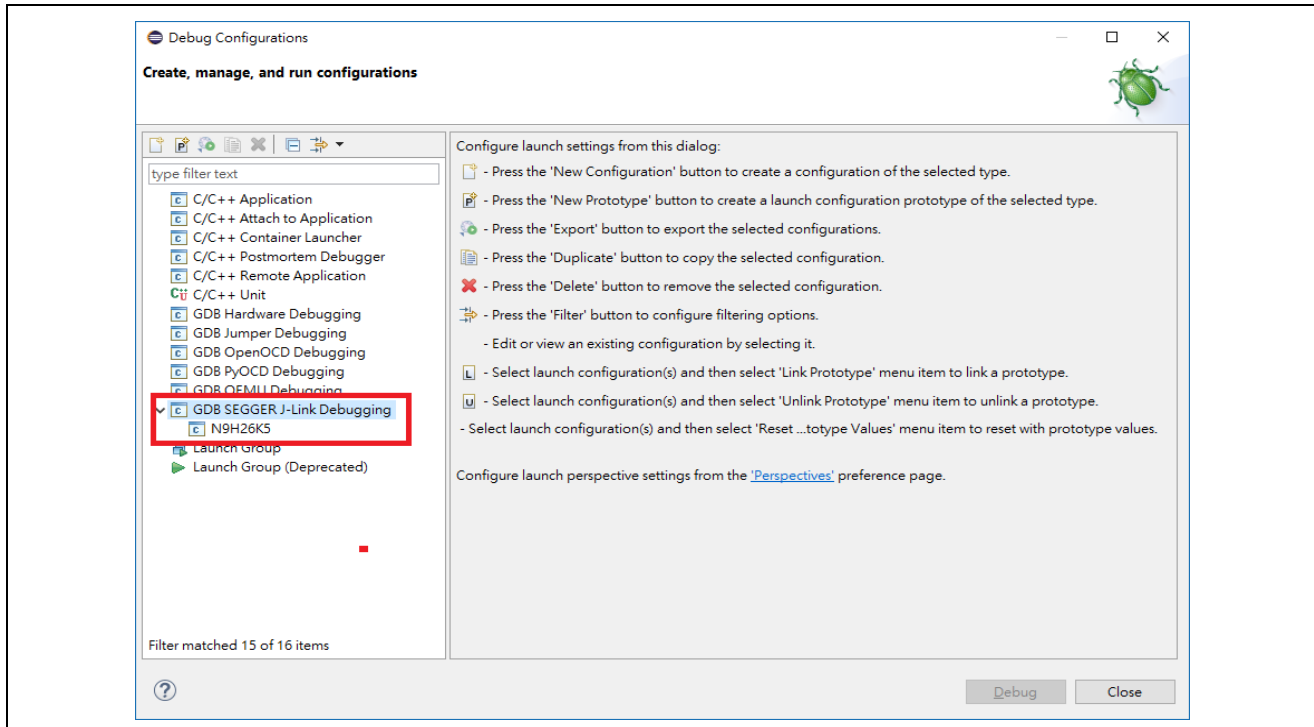 Debug Configurations
Create, manage, and run configurations
type filter text
C/C++ Application
C/C++ Attach to Application
C/C++ Container Launcher
C/C++ Postmortem Debugger
C/C++ Remote Application
C/C++ Unit
GDB Hardware Debugging
GDB Jumper Debugging
GDB OpenOCD Debugging
GDB PyOCD Debugging
GDB QEMU Debugging
GDB SEGGER J-Link Debugging
N9H26K5
Launch Group
Launch Group (Deprecated)
Filter matched 15 of 16 items
Configure launch settings from this dialog:
- Press the 'New Configuration' button to create a configuration of the selected type.
- Press the 'New Prototype' button to create a launch configuration prototype of the selected type.
- Press the 'Export' button to export the selected configurations.
- Press the 'Duplicate' button to copy the selected configuration.
- Press the 'Delete' button to remove the selected configuration.
- Press the 'Filter' button to configure filtering options.
- Edit or view an existing configuration by selecting it.
- Select launch configuration(s) and then select 'Link Prototype' menu item to link a prototype.
- Select launch configuration(s) and then select 'Unlink Prototype' menu item to unlink a prototype.
- Select launch configuration(s) and then select 'Reset ...totype Values' menu item to reset with prototype values.
Configure launch perspective settings from the 'Perspectives' preference page.
Debug
Close